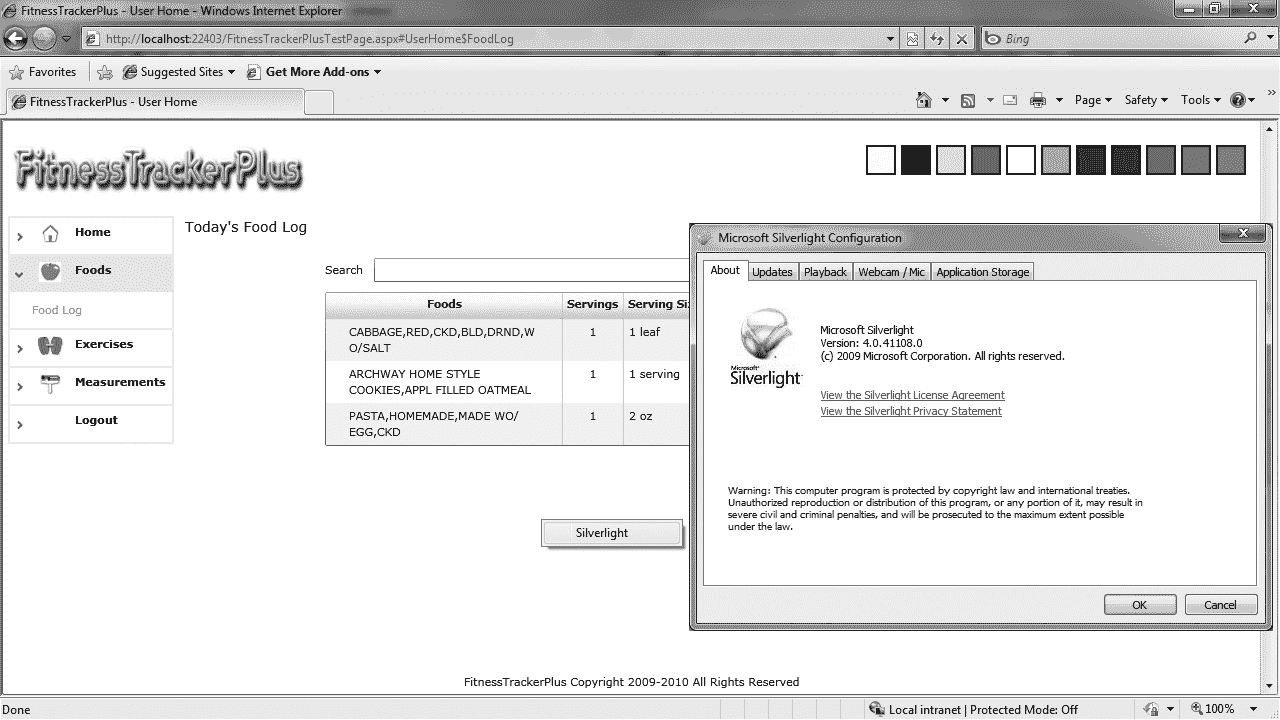 FitnessTrackerPlus - User Home - Windows Internet Explorer
http://localhost:22403/FitnessTrackerPlusTestPage.aspx#UserHome$FoodLog
Bing
Favorites
Suggested Sites
Get More Add-ons
FitnessTrackerPlus - User Home
Page
Safety
Tools
FitnessTrackerPlus
Home
Foods
Food Log
Exercises
Measurements
Logout
Today's Food Log
Search
Foods
Servings
Serving Si
CABBAGE,RED,CKD,BLD,DRND,W
O/SALT
1
1 leaf
ARCHWAY HOME STYLE
COOKIES,APPL FILLED OATMEAL
1
1 serving
PASTA,HOMEMADE,MADE WO/
EGG,CKD
1
2 oz
Silverlight
Microsoft Silverlight Configuration
About
Updates
Playback
Webcam / Mic
Application Storage
Microsoft®
Silverlight™
Microsoft Silverlight
Version: 4.0.41108.0
(c) 2009 Microsoft Corporation. All rights reserved.
View the Silverlight License Agreement
View the Silverlight Privacy Statement
Warning: This computer program is protected by copyright law and international treaties.
Unauthorized reproduction or distribution of this program, or any portion of it, may result in
severe civil and criminal penalties, and will be prosecuted to the maximum extent possible
under the law.
OK
Cancel
FitnessTrackerPlus Copyright 2009-2010 All Rights Reserved
Done
Local intranet | Protected Mode: Off
100%